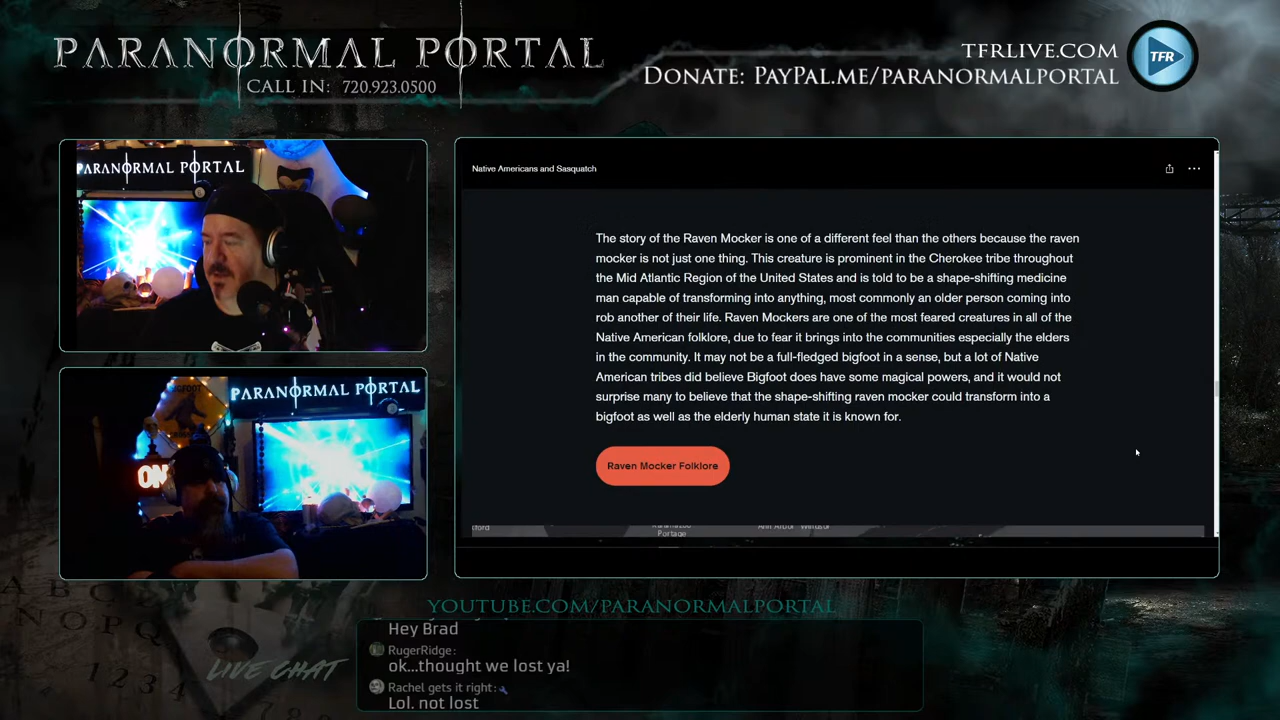 PARANORMAL PORTAL
CALL IN: 720.923.0500
TFRLIVE.COM
DONATE: PAYPAL.ME/PARANORMALPORTAL
TFR
PARANORMAL PORTAL
Native Americans and Sasquatch
The story of the Raven Mocker is one of a different feel than the others because the raven
mocker is not just one thing. This creature is prominent in the Cherokee tribe throughout
the Mid Atlantic Region of the United States and is told to be a shape-shifting medicine
man capable of transforming into anything, most commonly an older person coming into
rob another of their life. Raven Mockers are one of the most feared creatures in all of the
Native American folklore, due to fear it brings into the communities especially the elders
in the community. It may not be a full-fledged bigfoot in a sense, but a lot of Native
American tribes did believe Bigfoot does have some magical powers, and it would not
surprise many to believe that the shape-shifting raven mocker could transform into a
bigfoot as well as the elderly human state it is known for.
Raven Mocker Folklore
Portage
BIGFOOT
PARANORMAL PORTAL
ON
YOUTUBE.COM/PARANORMALPORTAL
LIVE CHAT
Hey Brad
RugerRidge:
ok...thought we lost ya!
Rachel gets it right:
Lol. not lost
A B C
N O P Q
1 2 3 4